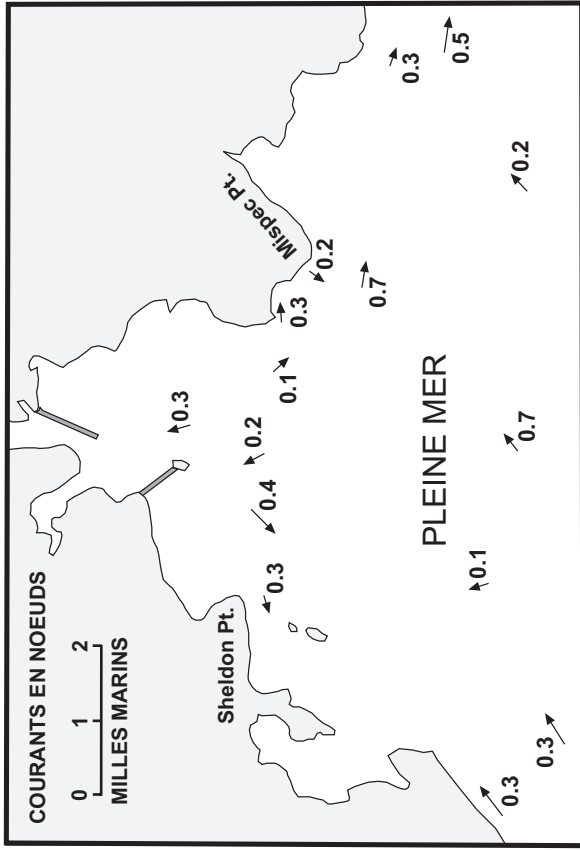 COURANTS EN NOEUDS
0 1 2
MILLES MARINS
0.3
Sheldon Pt.
0.2
0.4
Mispec Pt.
0.3
0.1
0.3
0.2
0.7
0.3
PLEINE MER
0.5
0.1
0.3
0.2
0.7
0.3